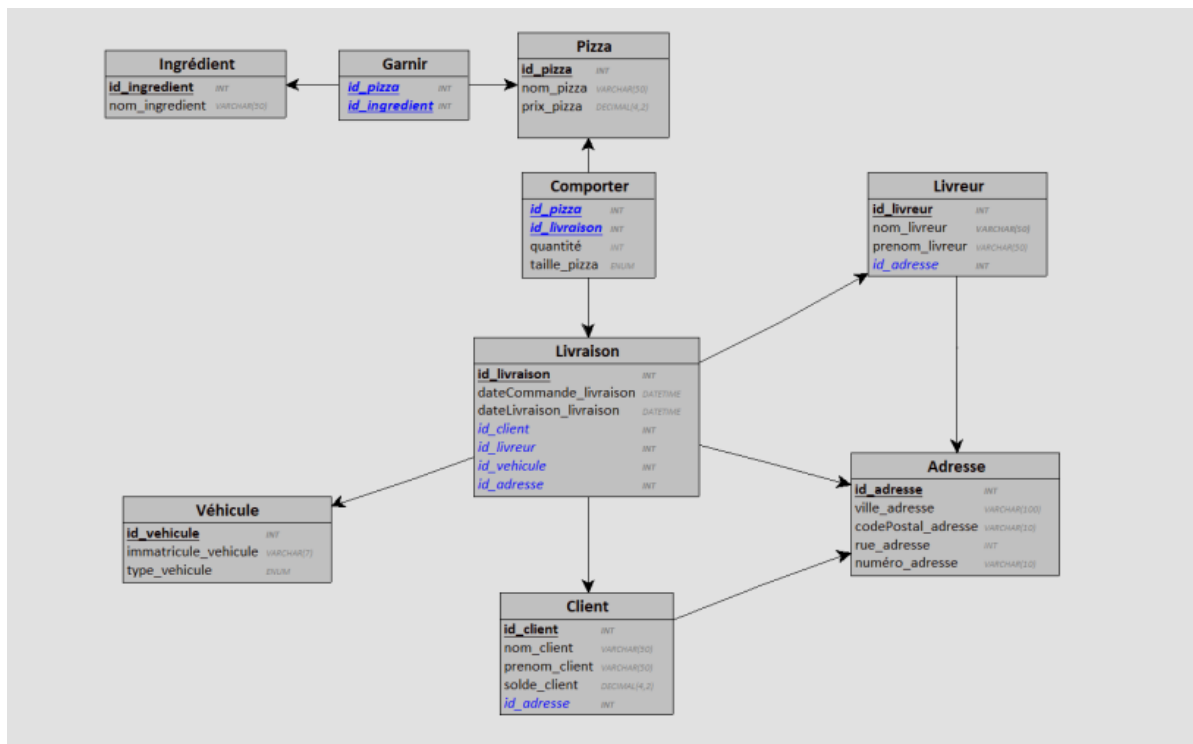 Ingrédient
id_ingredient INT
nom_ingredient VARCHAR(50)
Garnir
id_pizza INT
id_ingredient INT
Pizza
id_pizza INT
nom_pizza VARCHAR(50)
prix_pizza DECIMAL(4,2)
Comporter
id_pizza INT
id_livraison INT
quantité INT
taille_pizza ENUM
Livreur
id_livreur INT
nom_livreur VARCHAR(50)
prenom_livreur VARCHAR(50)
id_adresse INT
Livraison
id_livraison INT
dateCommande_livraison DATETIME
dateLivraison_livraison DATETIME
id_client INT
id_livreur INT
id_vehicule INT
id_adresse INT
Véhicule
id_vehicule INT
immatricule_vehicule VARCHAR(7)
type_vehicule ENUM
Adresse
id_adresse INT
ville_adresse VARCHAR(100)
codePostal_adresse VARCHAR(10)
rue_adresse INT
numéro_adresse VARCHAR(10)
Client
id_client INT
nom_client VARCHAR(50)
prenom_client VARCHAR(50)
solde_client DECIMAL(4,2)
id_adresse INT